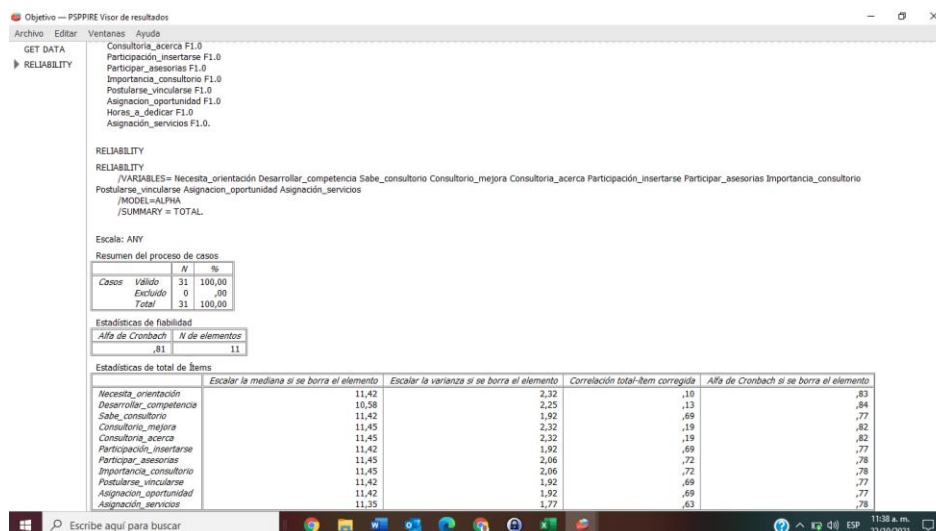 Objetivo — PSPPIRE Visor de resultados
Archivo Editar Ventanas Ayuda
GET DATA
RELIABILITY
Consultoria_acerca F1.0
Participación_insertarse F1.0
Participar_asesorias F1.0
Importancia_consultorio F1.0
Postularse_vincularse F1.0
Asignacion_oportunidad F1.0
Horas_a_dedicar F1.0
Asignación_servicios F1.0.
RELIABILITY
RELIABILITY
/VARIABLES= Necesita_orientación Desarrollar_competencia Sabe_consultorio Consultorio_mejora Consultoria_acerca Participación_insertarse Participar_asesorias Importancia_consultorio
Postularse_vincularse Asignacion_oportunidad Asignación_servicios
/MODEL=ALPHA
/SUMMARY = TOTAL.
Escala: ANY
Resumen del proceso de casos
N %
Casos Válido 31 100,00
Excluido 0 ,00
Total 31 100,00
Estadísticas de fiabilidad
Alfa de Cronbach N de elementos
,81 11
Estadísticas de total de Ítems
Escalar la mediana si se borra el elemento Escalar la varianza si se borra el elemento Correlación total-ítem corregida Alfa de Cronbach si se borra el elemento
Necesita_orientación 11,42 2,32 ,10 ,83
Desarrollar_competencia 10,58 2,25 ,13 ,84
Sabe_consultorio 11,42 1,92 ,69 ,77
Consultorio_mejora 11,45 2,32 ,19 ,82
Consultoria_acerca 11,45 2,32 ,19 ,82
Participación_insertarse 11,42 1,92 ,69 ,77
Participar_asesorias 11,45 2,06 ,72 ,78
Importancia_consultorio 11,45 2,06 ,72 ,78
Postularse_vincularse 11,42 1,92 ,69 ,77
Asignacion_oportunidad 11,42 1,92 ,69 ,77
Asignación_servicios 11,35 1,77 ,63 ,78
Escribe aquí para buscar
ESP
11:38 a. m.
22/10/2021